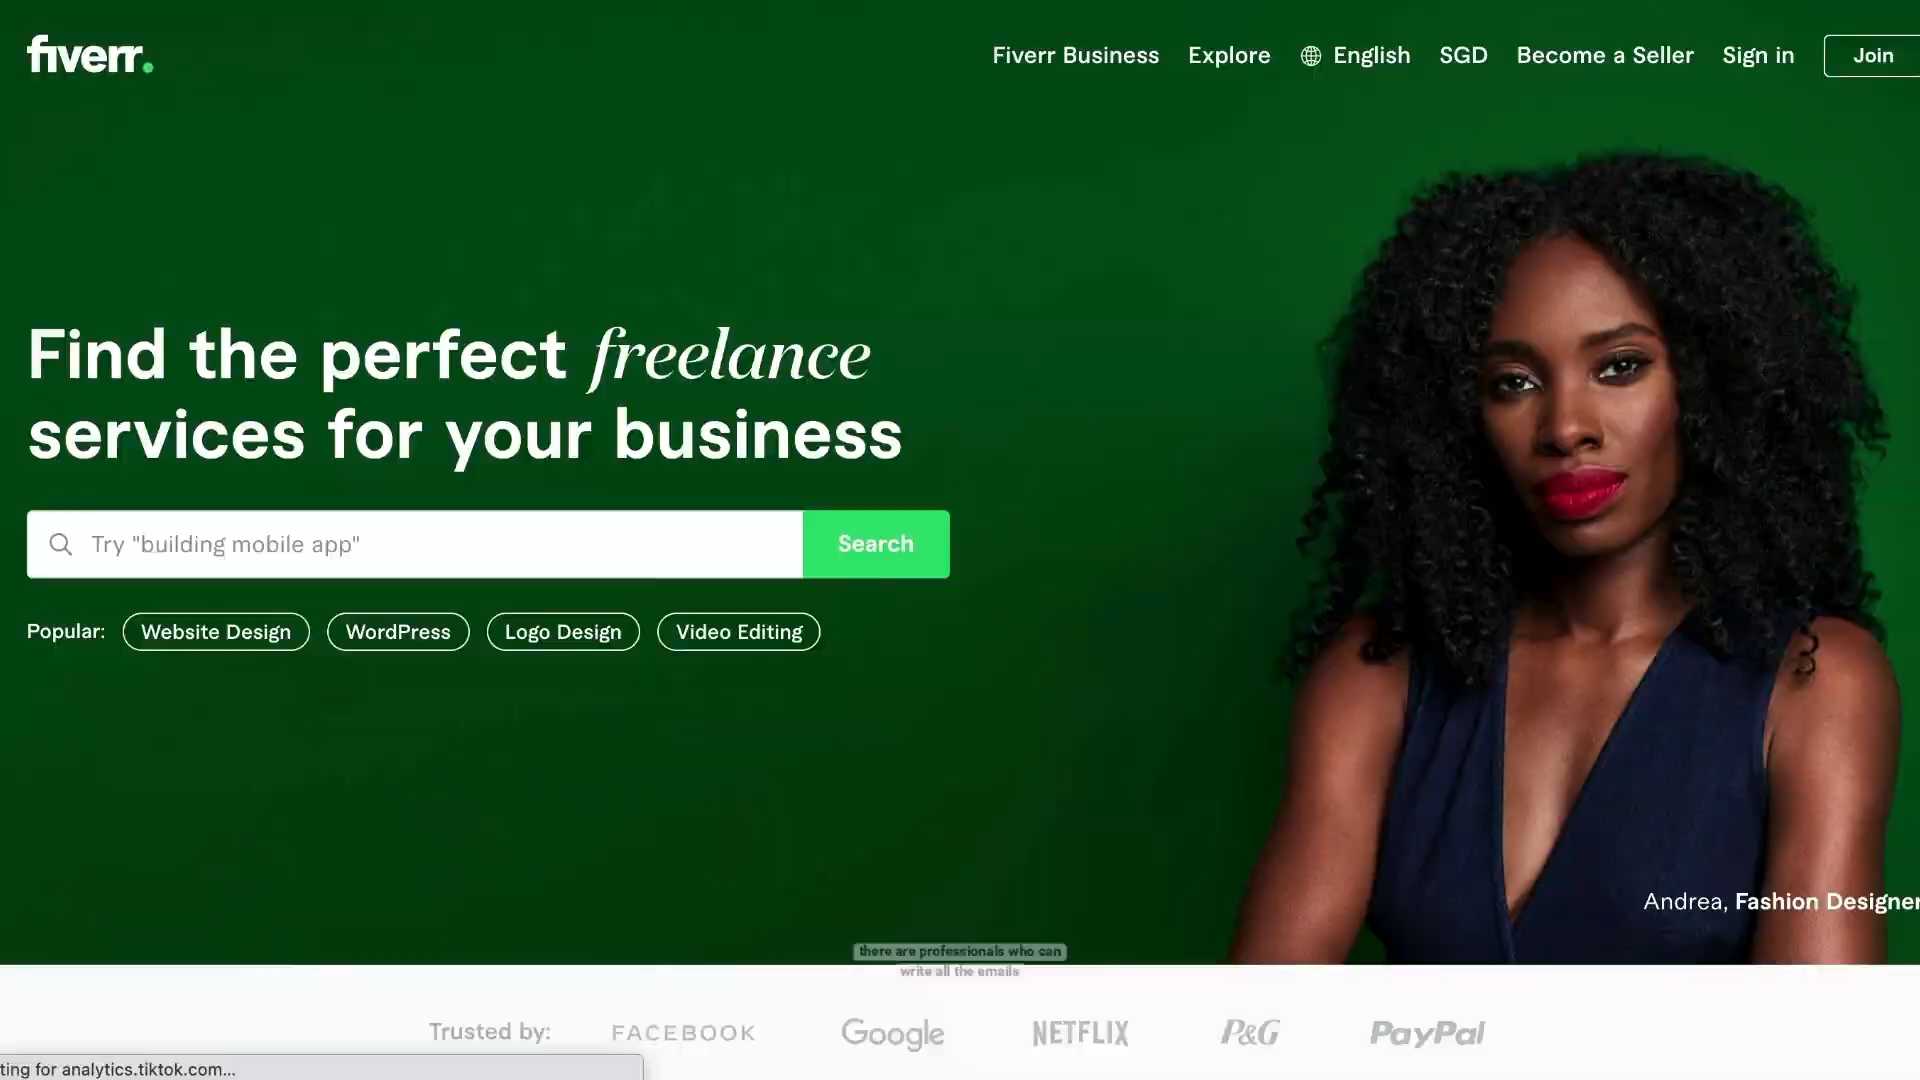 fiverr.
Fiverr Business Explore English SGD Become a Seller Sign in Join
Find the perfect freelance
services for your business
Try "building mobile app" Search
Popular: Website Design WordPress Logo Design Video Editing
Andrea, Fashion Designer
there are professionals who can
write all the emails
Trusted by: FACEBOOK Google NETFLIX P&G PayPal
ting for analytics.tiktok.com...